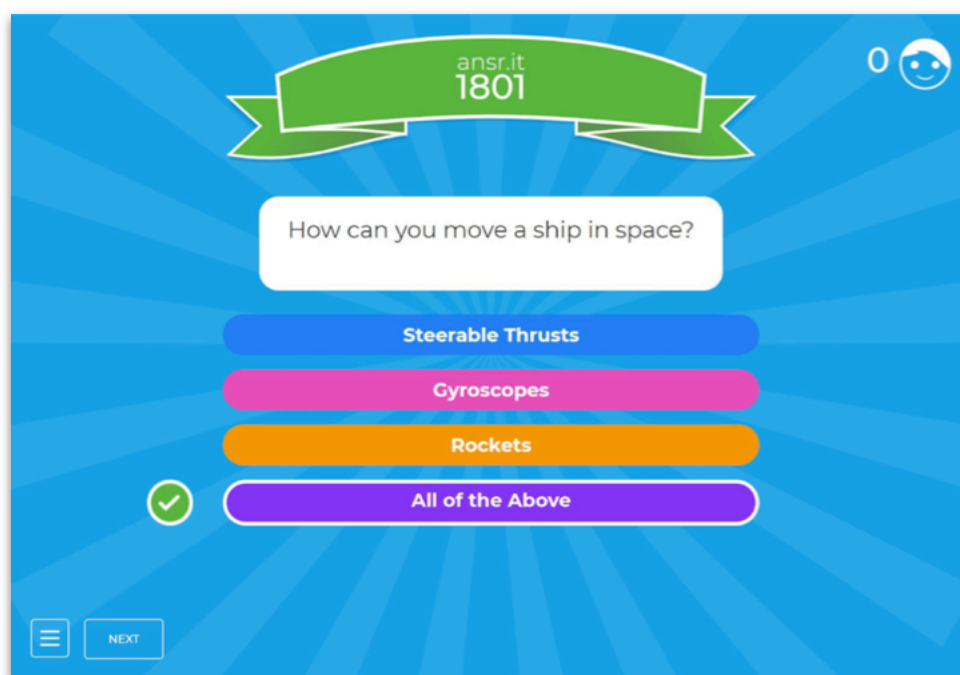 ansr.it
1801
0
How can you move a ship in space?
Steerable Thrusts
Gyroscopes
Rockets
All of the Above
NEXT